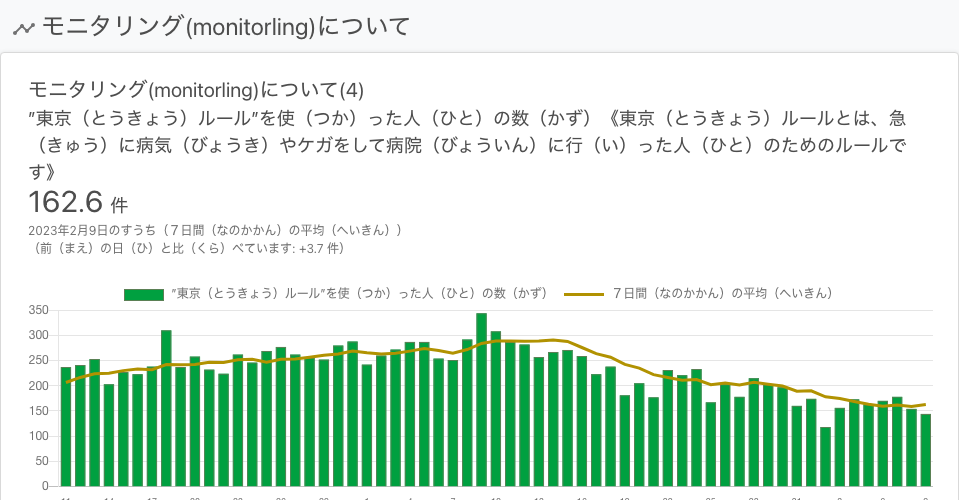 モニタリング(monitorling)について
モニタリング(monitorling)について(4)
”東京（とうきょう）ルール”を使（つか）った人（ひと）の数（かず）《東京（とうきょう）ルールとは、急
（きゅう）に病気（びょうき）やケガをして病院（びょういん）に行（い）った人（ひと）のためのルールで
す》
162.6 件
2023年2月9日のすうち（７日間（なのかかん）の平均（へいきん））
（前（まえ）の日（ひ）と比（くら）べています: +3.7 件）
”東京（とうきょう）ルール”を使（つか）った人（ひと）の数（かず） ７日間（なのかかん）の平均（へいきん）
350
300
250
200
150
100
50
0